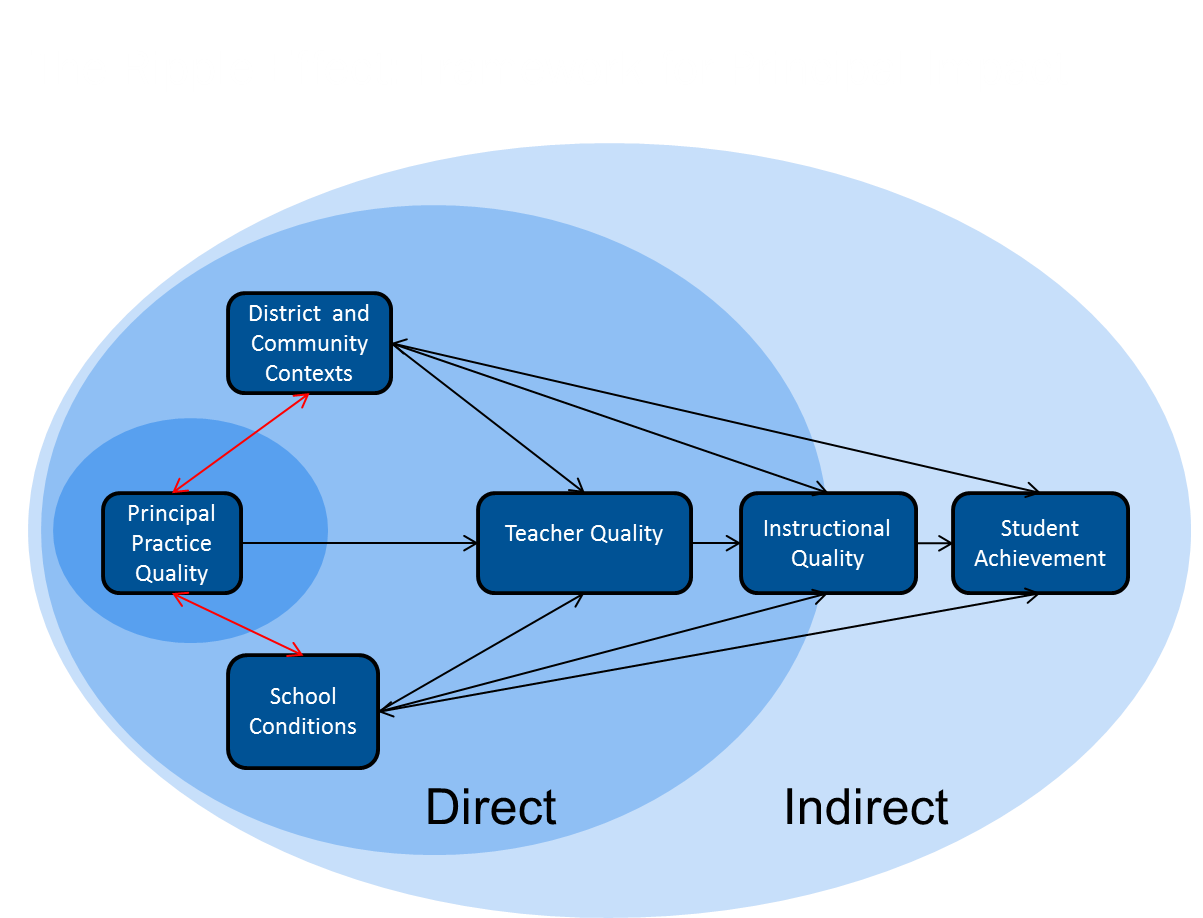 District and
Community
Contexts
Principal
Practice
Quality
Teacher Quality
Instructional
Quality
Student
Achievement
School
Conditions
Direct
Indirect